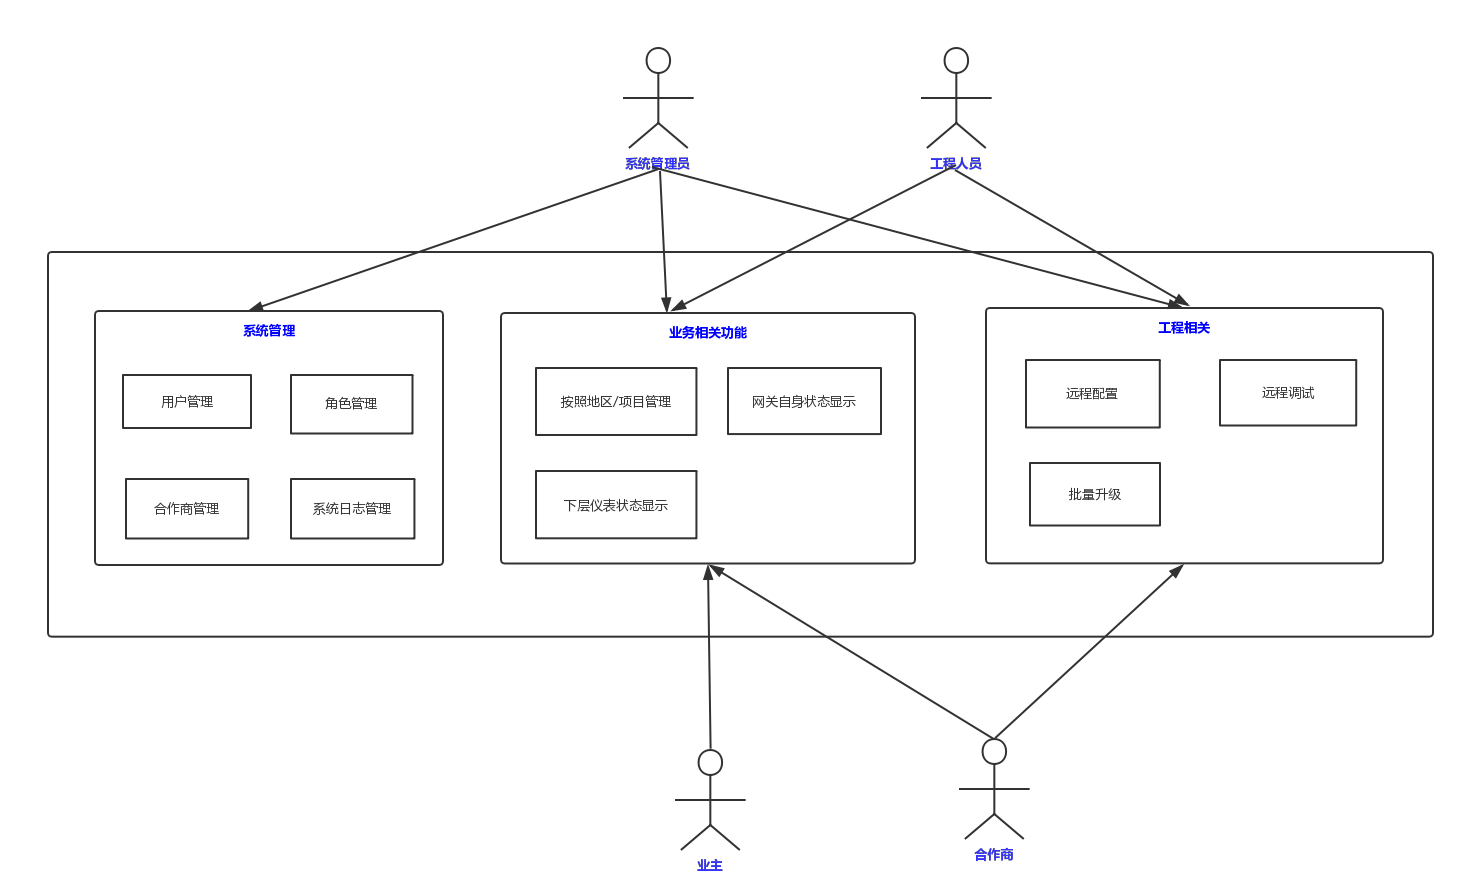 系统管理员
工程人员
系统管理
用户管理
角色管理
合作商管理
系统日志管理
业务相关功能
按照地区/项目管理
网关自身状态显示
下层仪表状态显示
工程相关
远程配置
远程调试
批量升级
业主
合作商